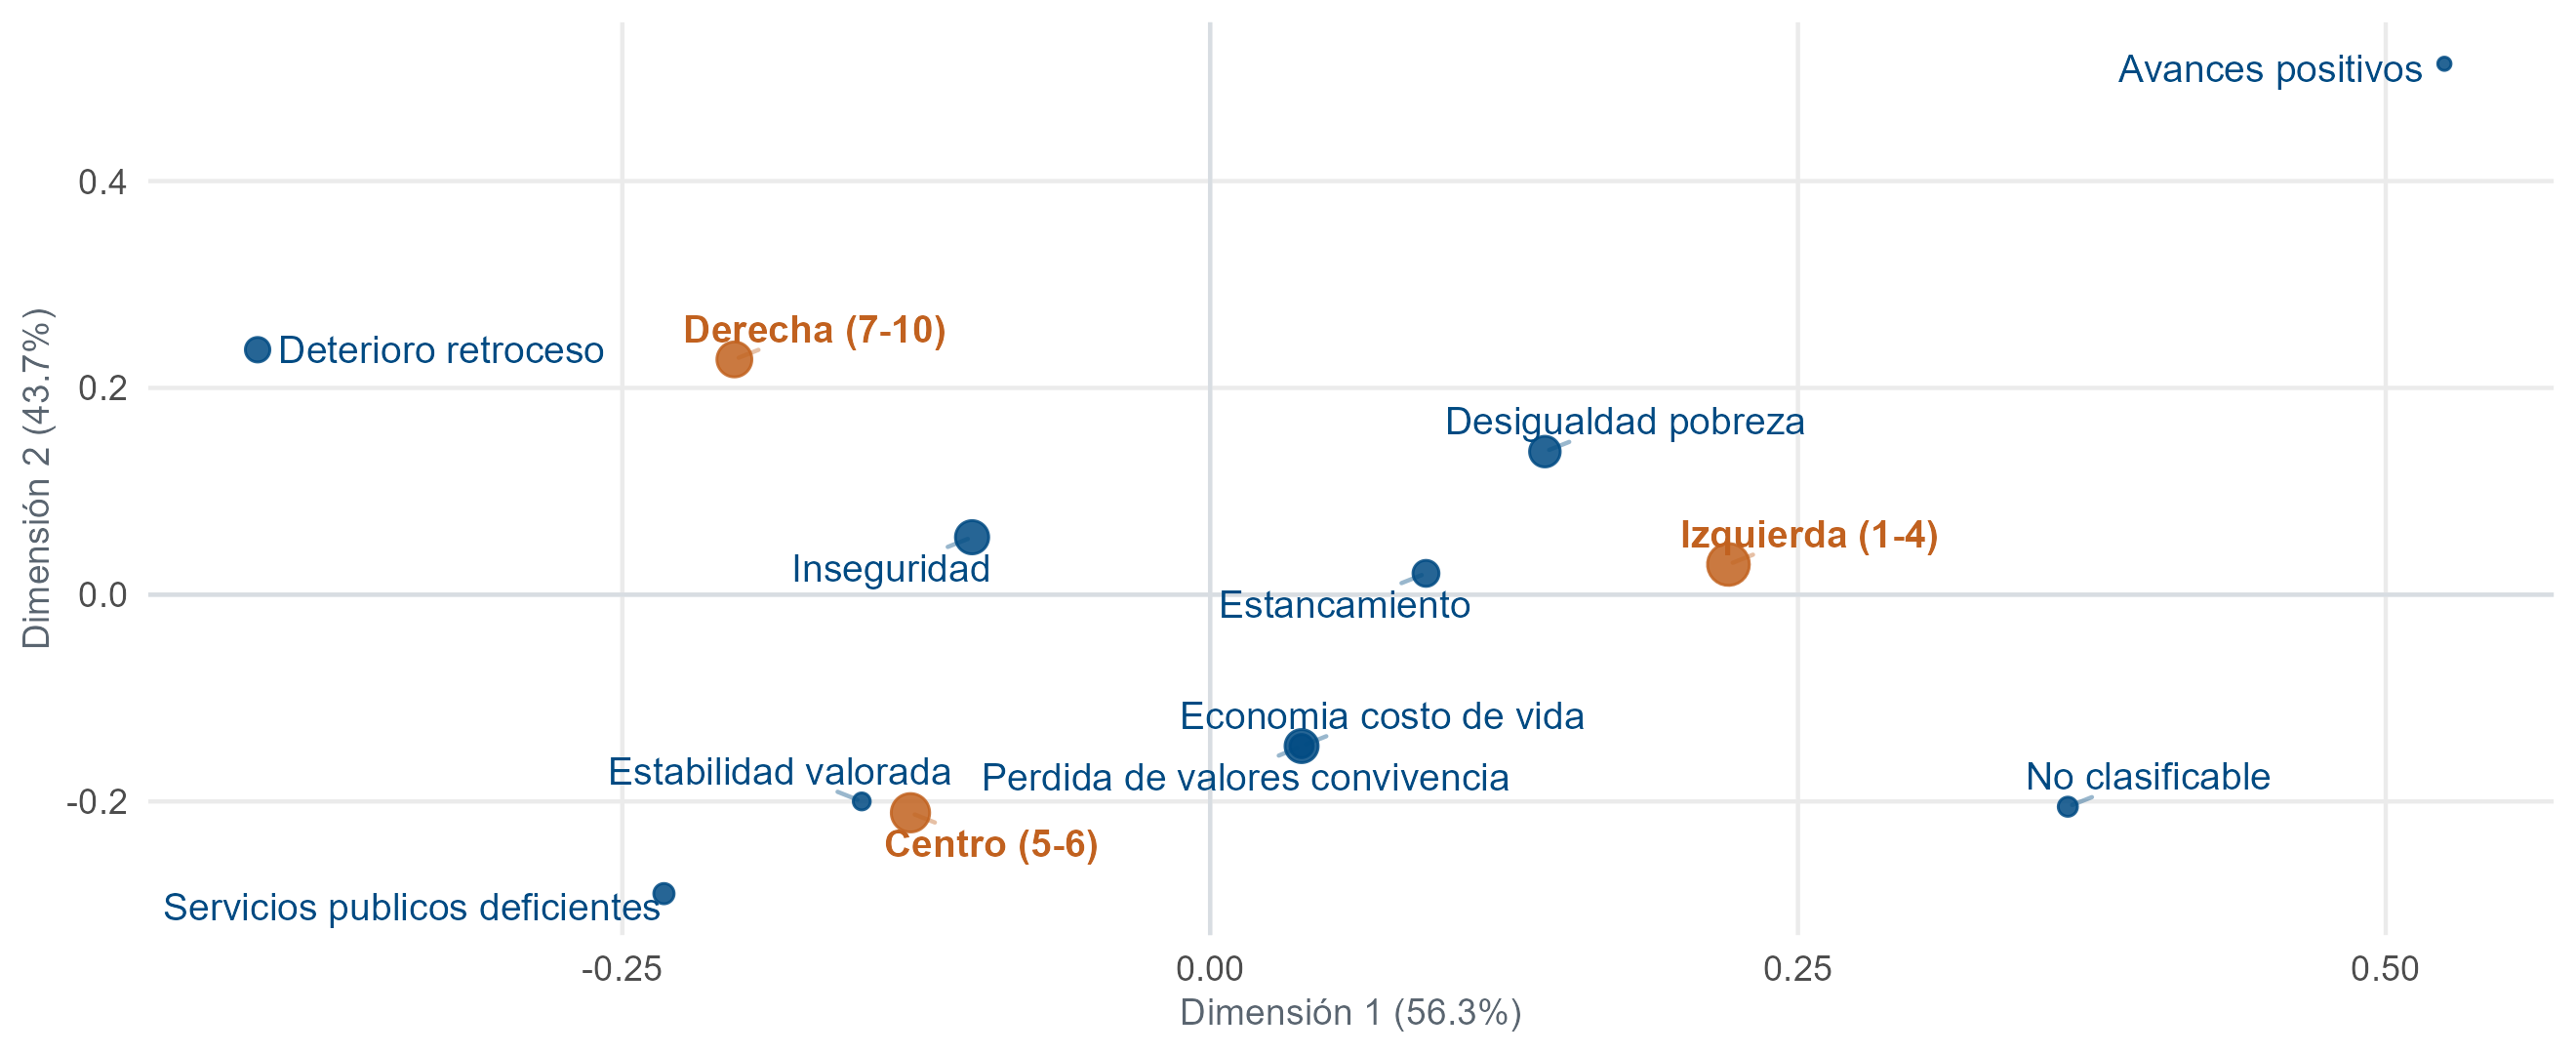 Avances positivos
0.4
Derecha (7-10)
Deterioro retroceso
0.2
Desigualdad pobreza
Izquierda (1-4)
Inseguridad
0.0
Estancamiento
Economia costo de vida
Estabilidad valorada
Perdida de valores convivencia
No clasificable
-0.2
Centro (5-6)
Servicios publicos deficientes
-0.25
0.00
0.25
0.50
Dimensión 1 (56.3%)
Dimensión 2 (43.7%)